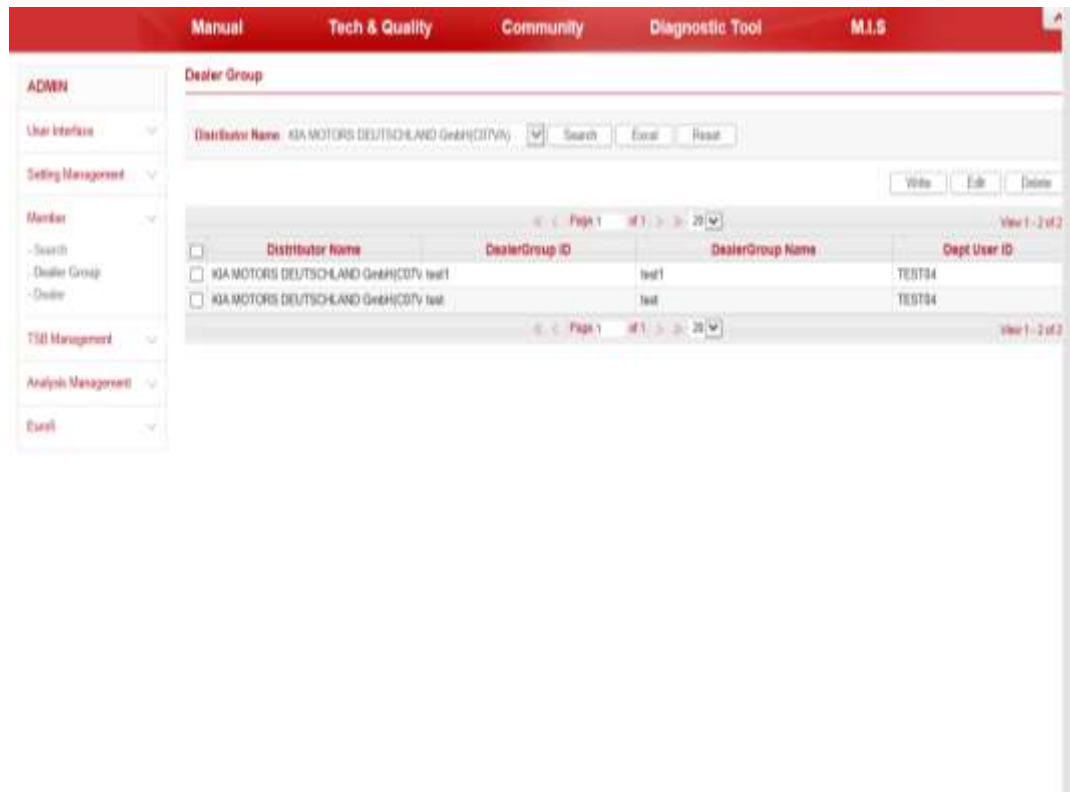 Manual Tech & Quality Community Diagnostic Tool M.I.S
ADMIN
User Interface
Setting Management
Member
- Search
- Dealer Group
- Dealer
TSB Management
Analysis Management
Dealer Group
Distributor Name KIA MOTORS DEUTSCHLAND GmbH(C07VA) Search Excel Reset
Write Edit Delete
Page 1 of 1 20 View 1 - 2 of 2
Distributor Name DealerGroup ID DealerGroup Name Dept User ID
KIA MOTORS DEUTSCHLAND GmbH(C07V test1 test1 TEST04
KIA MOTORS DEUTSCHLAND GmbH(C07V test test TEST04
Page 1 of 1 20 View 1 - 2 of 2